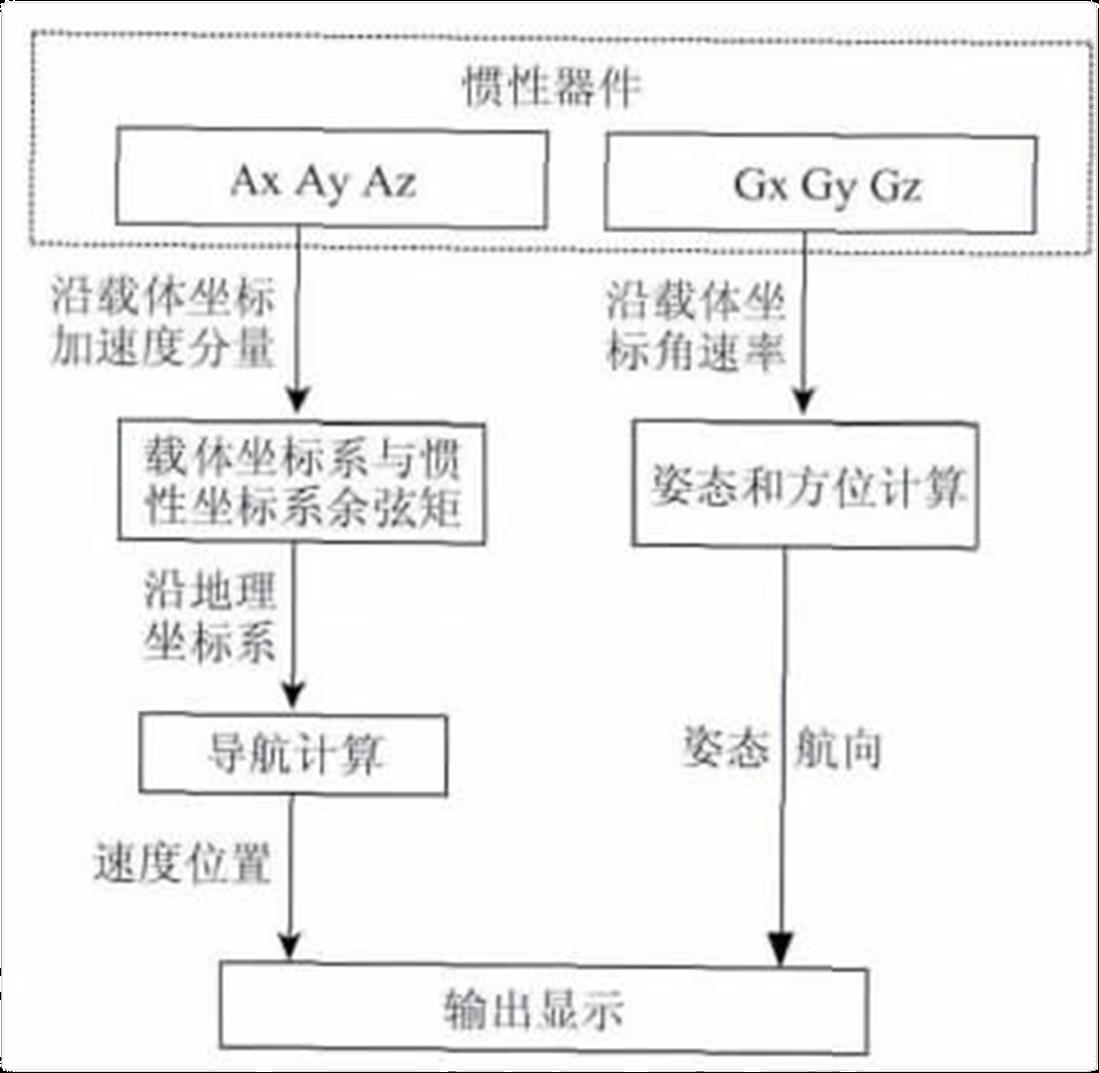 惯性器件
Ax Ay Az
Gx Gy Gz
沿载体坐标
加速度分量
沿载体坐
标角速率
载体坐标系与惯
性坐标系余弦矩
姿态和方位计算
沿地理
坐标系
导航计算
姿态 航向
速度位置
输出显示